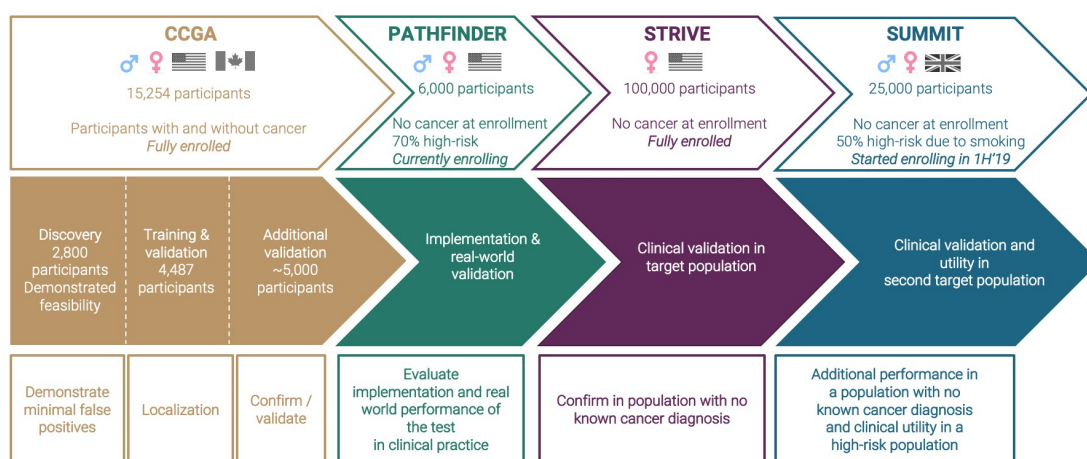 CCGA
15,254 participants
Participants with and without cancer
Fully enrolled
PATHFINDER
6,000 participants
No cancer at enrollment
70% high-risk
Currently enrolling
STRIVE
100,000 participants
No cancer at enrollment
Fully enrolled
SUMMIT
25,000 participants
No cancer at enrollment
50% high-risk due to smoking
Started enrolling in 1H'19
Discovery
2,800
participants
Demonstrated
feasibility
Training &
validation
4,487
participants
Additional
validation
~5,000
participants
Implementation &
real-world
validation
Clinical validation in
target population
Clinical validation and
utility in
second target population
Demonstrate
minimal false
positives
Localization
Confirm /
validate
Evaluate
implementation and real
world performance of
the test
in clinical practice
Confirm in population with no
known cancer diagnosis
Additional performance in
a population with no
known cancer diagnosis
and clinical utility in a
high-risk population